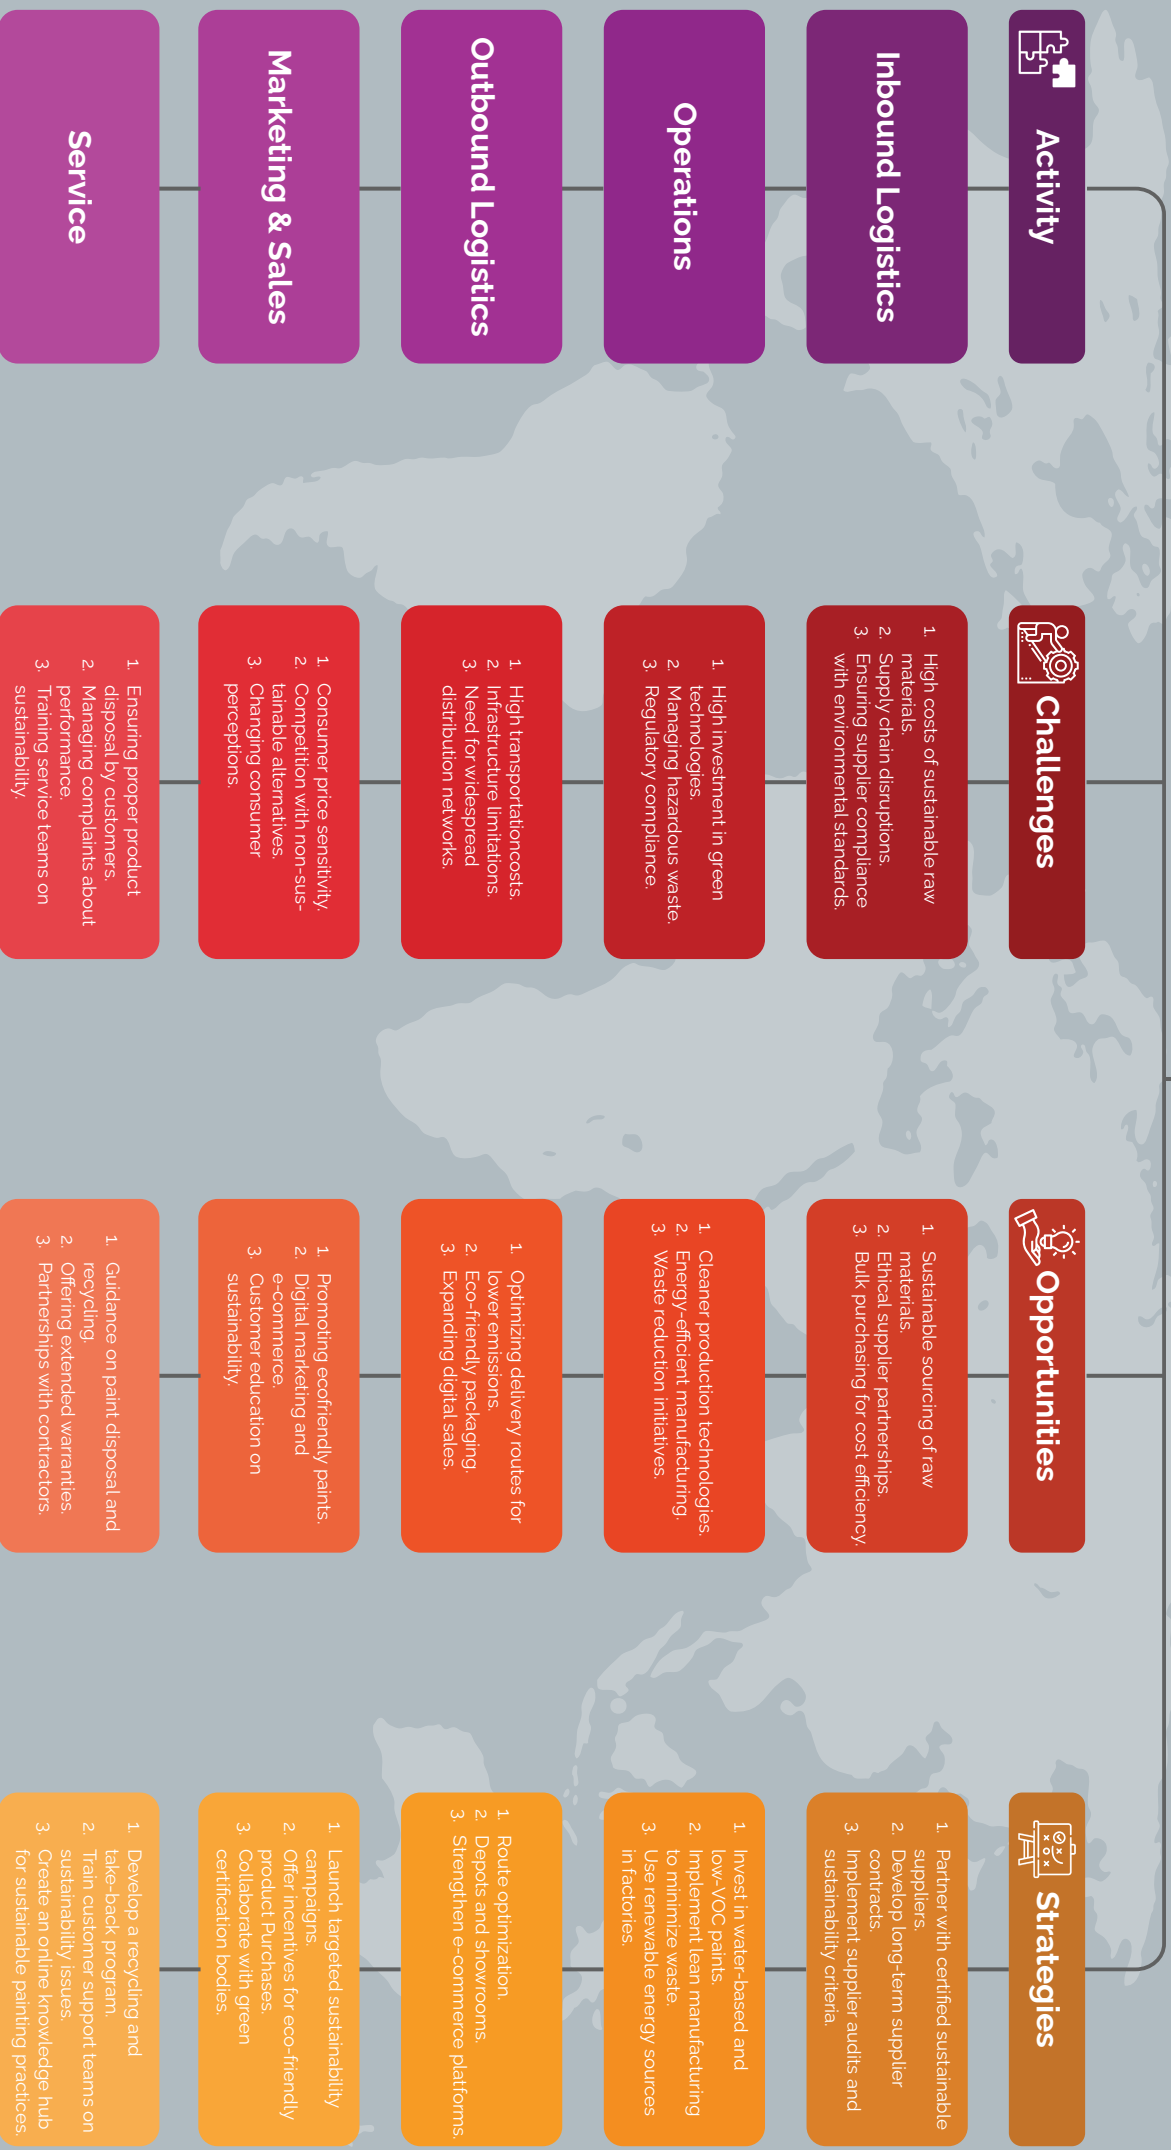 Activity
Challenges
Opportunities
Strategies
Inbound Logistics
1. High costs of sustainable raw
materials.
2. Supply chain disruptions.
3. Ensuring supplier compliance
with environmental standards.
1. Sustainable sourcing of raw
materials.
2. Ethical supplier partnerships.
3. Bulk purchasing for cost efficiency.
1. Partner with certified sustainable
suppliers.
2. Develop long-term supplier
contracts.
3. Implement supplier audits and
sustainability criteria.
Operations
1. High investment in green
technologies.
2. Managing hazardous waste.
3. Regulatory compliance.
1. Cleaner production technologies.
2. Energy-efficient manufacturing.
3. Waste reduction initiatives.
1. Invest in water-based and
low-VOC paints.
2. Implement lean manufacturing
to minimize waste.
3. Use renewable energy sources
in factories.
Outbound Logistics
1. High transportationcosts.
2. Infrastructure limitations.
3. Need for widespread
distribution networks.
1. Optimizing delivery routes for
lower emissions.
2. Eco-friendly packaging.
3. Expanding digital sales.
1. Route optimization.
2. Depots and showrooms.
3. Strengthen e-commerce platforms.
Marketing & Sales
1. Consumer price sensitivity.
2. Competition with non-sus-
tainable alternatives.
3. Changing consumer
perceptions.
1. Promoting ecofriendly paints.
2. Digital marketing and
e-commerce.
3. Customer education on
sustainability.
1. Launch targeted sustainability
campaigns.
2. Offer incentives for eco-friendly
product Purchases.
3. Collaborate with green
certification bodies.
Service
1. Ensuring proper product
disposal by customers.
2. Managing complaints about
performance.
3. Training service teams on
sustainability.
1. Guidance on paint disposal and
recycling.
2. Offering extended warranties.
3. Partnerships with contractors.
1. Develop a recycling and
take-back program.
2. Train customer support teams on
sustainability issues.
3. Create an online knowledge hub
for sustainable painting practices.